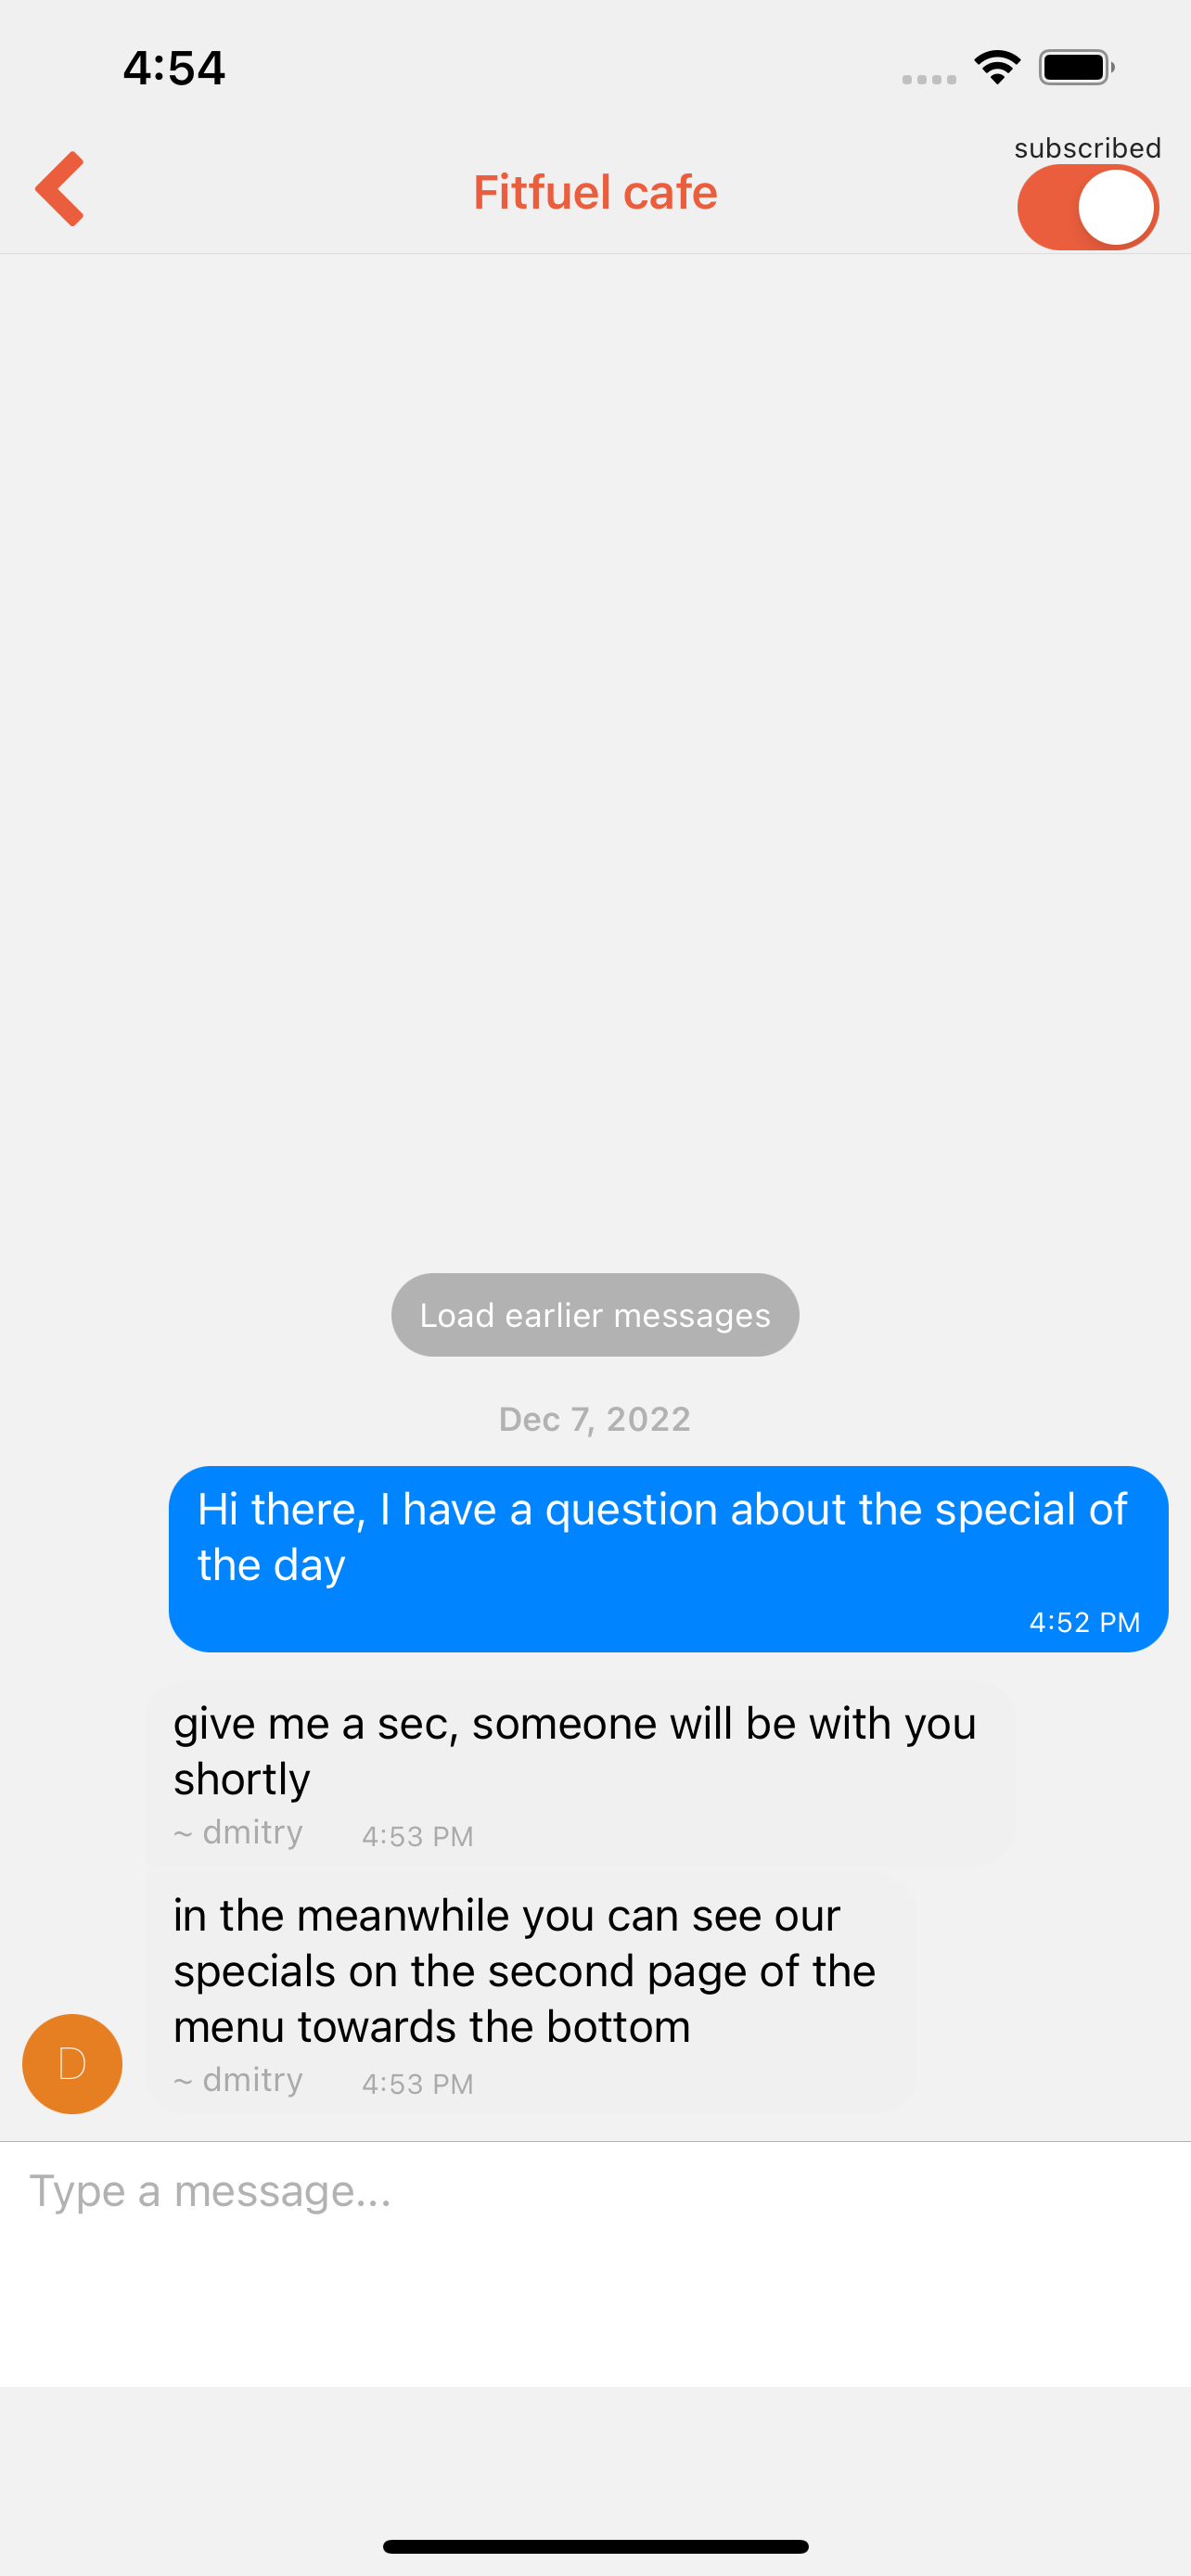 4:54
subscribed
Fitfuel cafe
Load earlier messages
Dec 7, 2022
Hi there, I have a question about the special of
the day
4:52 PM
give me a sec, someone will be with you
shortly
~ dmitry 4:53 PM
in the meanwhile you can see our
specials on the second page of the
menu towards the bottom
~ dmitry 4:53 PM
D
Type a message...